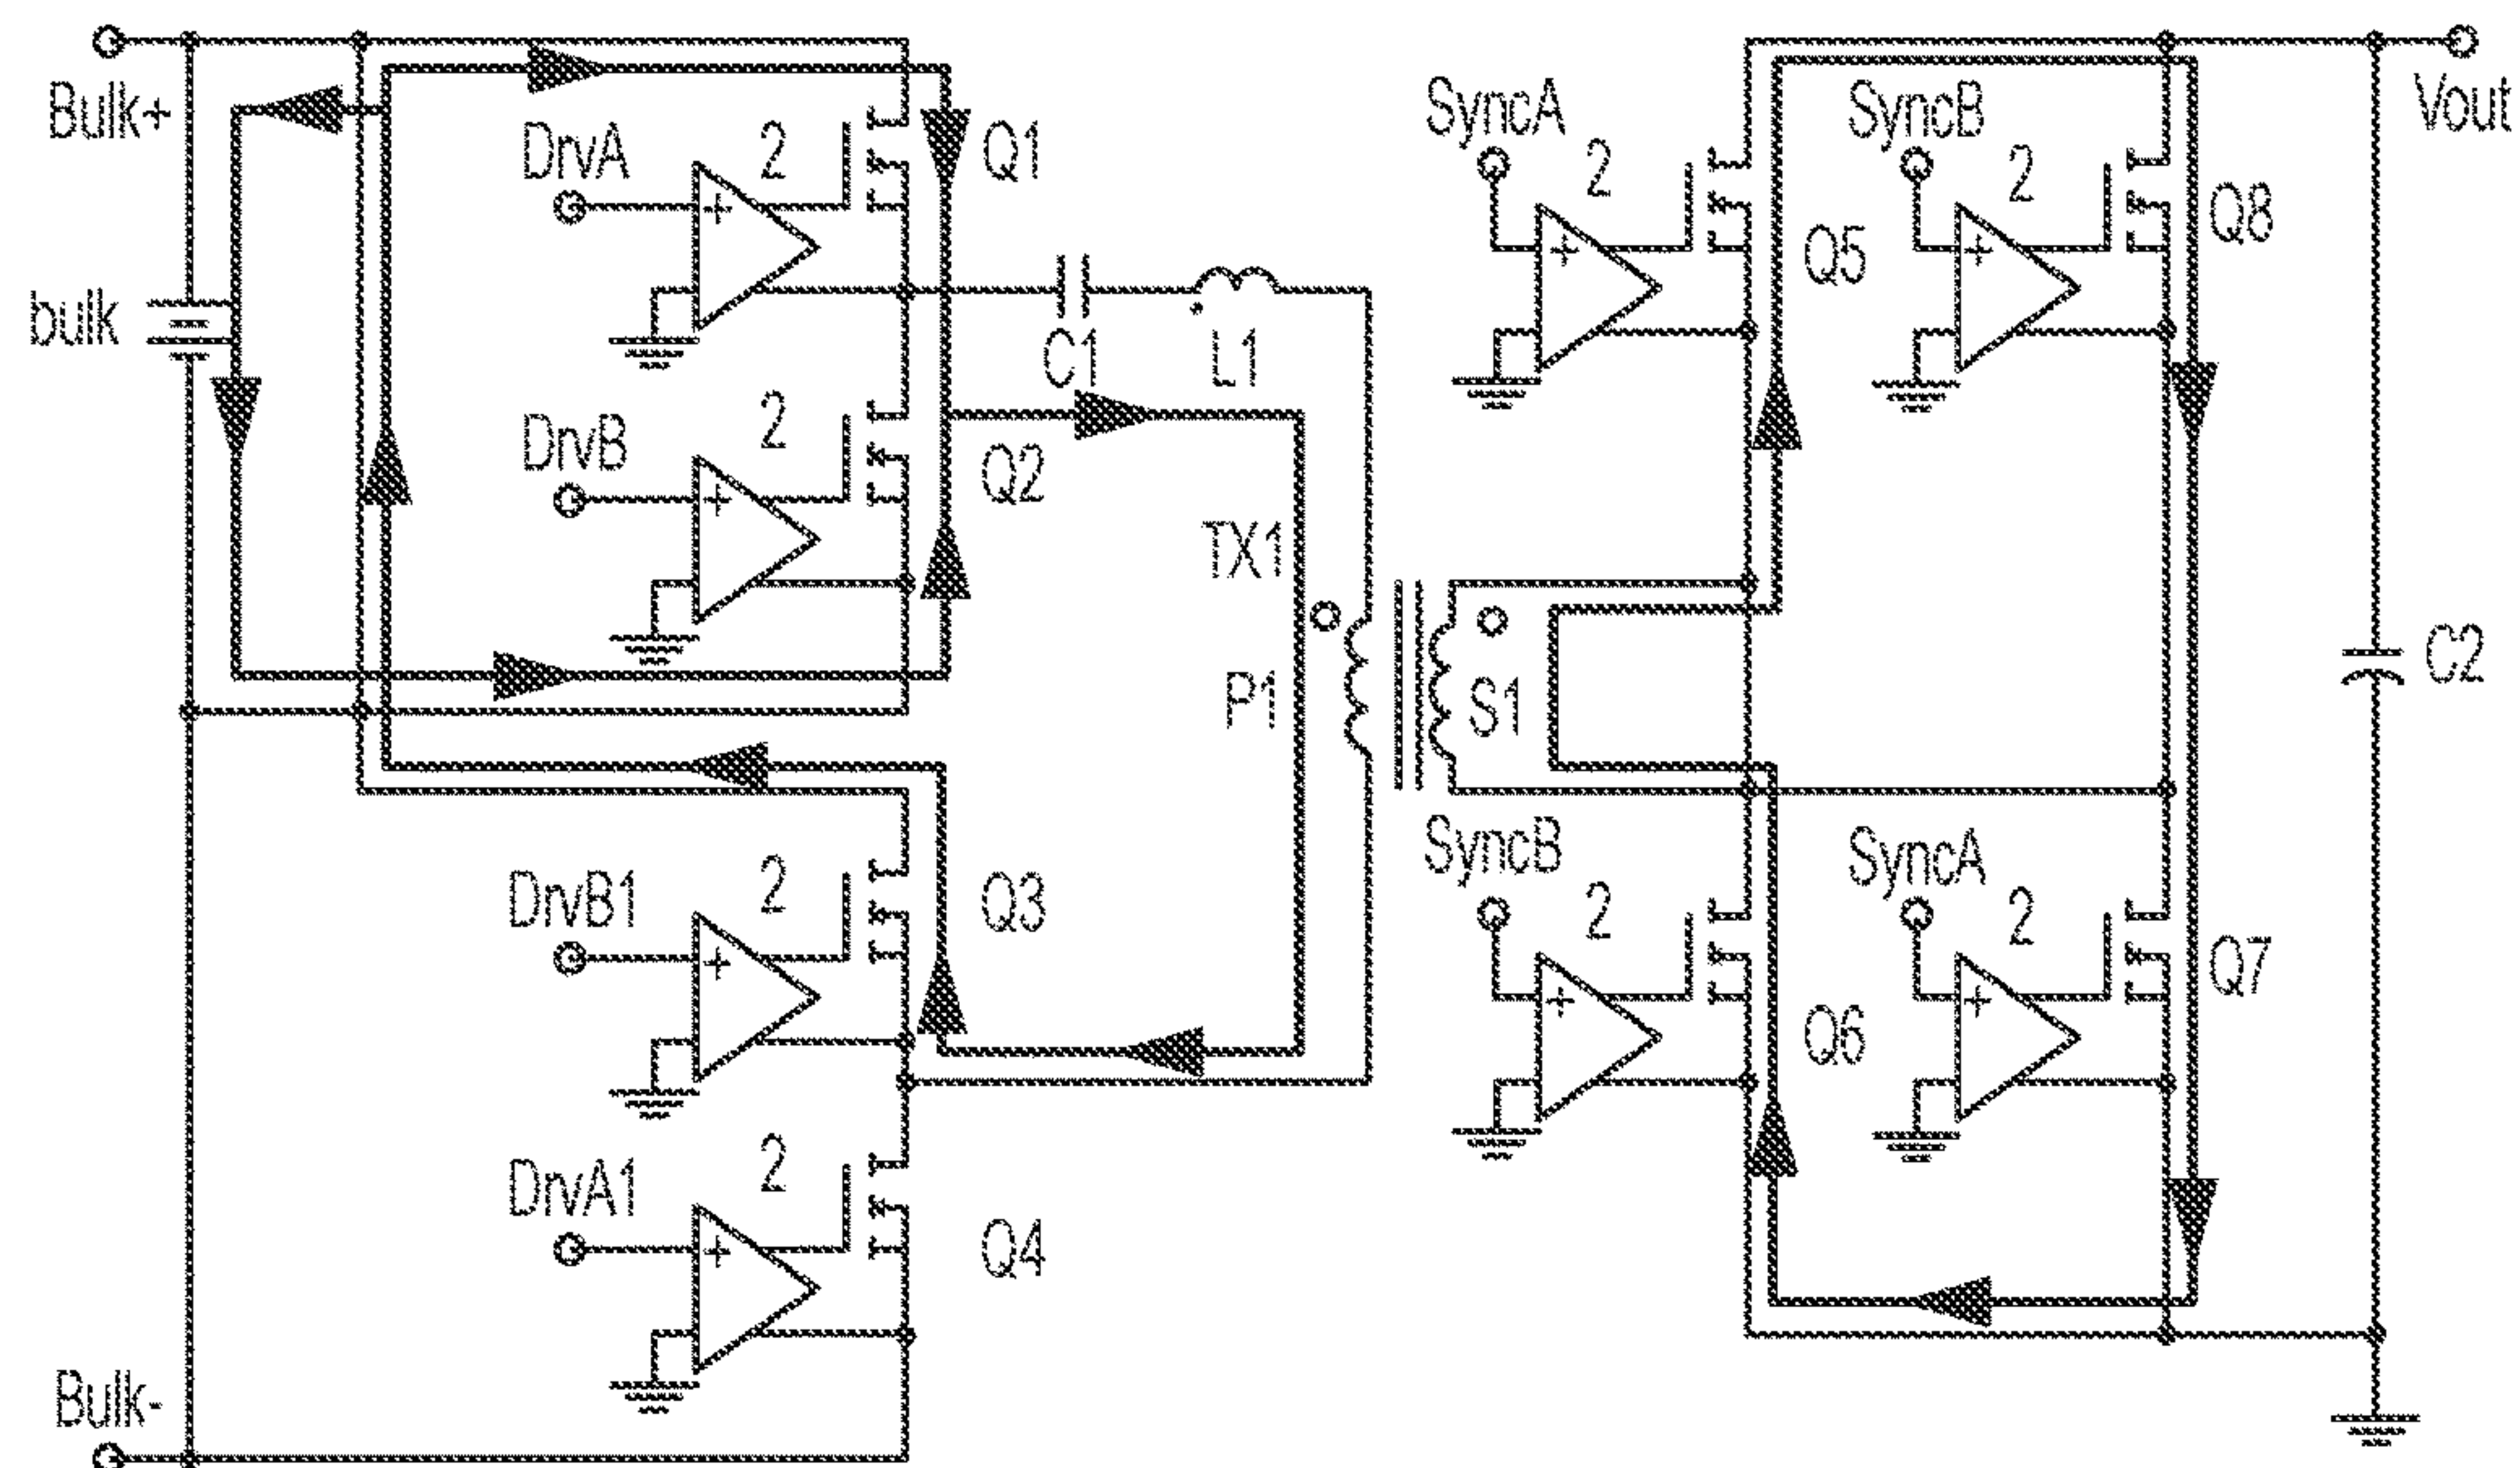 Bulk+
bulk
Bulk-
DrvA
2
Q1
DrvB
2
Q2
C1
L1
TX1
P1
S1
DrvB1
2
Q3
DrvA1
2
Q4
SyncA
2
Q5
SyncB
2
Q8
Vout
C2
SyncB
2
Q6
SyncA
2
Q7